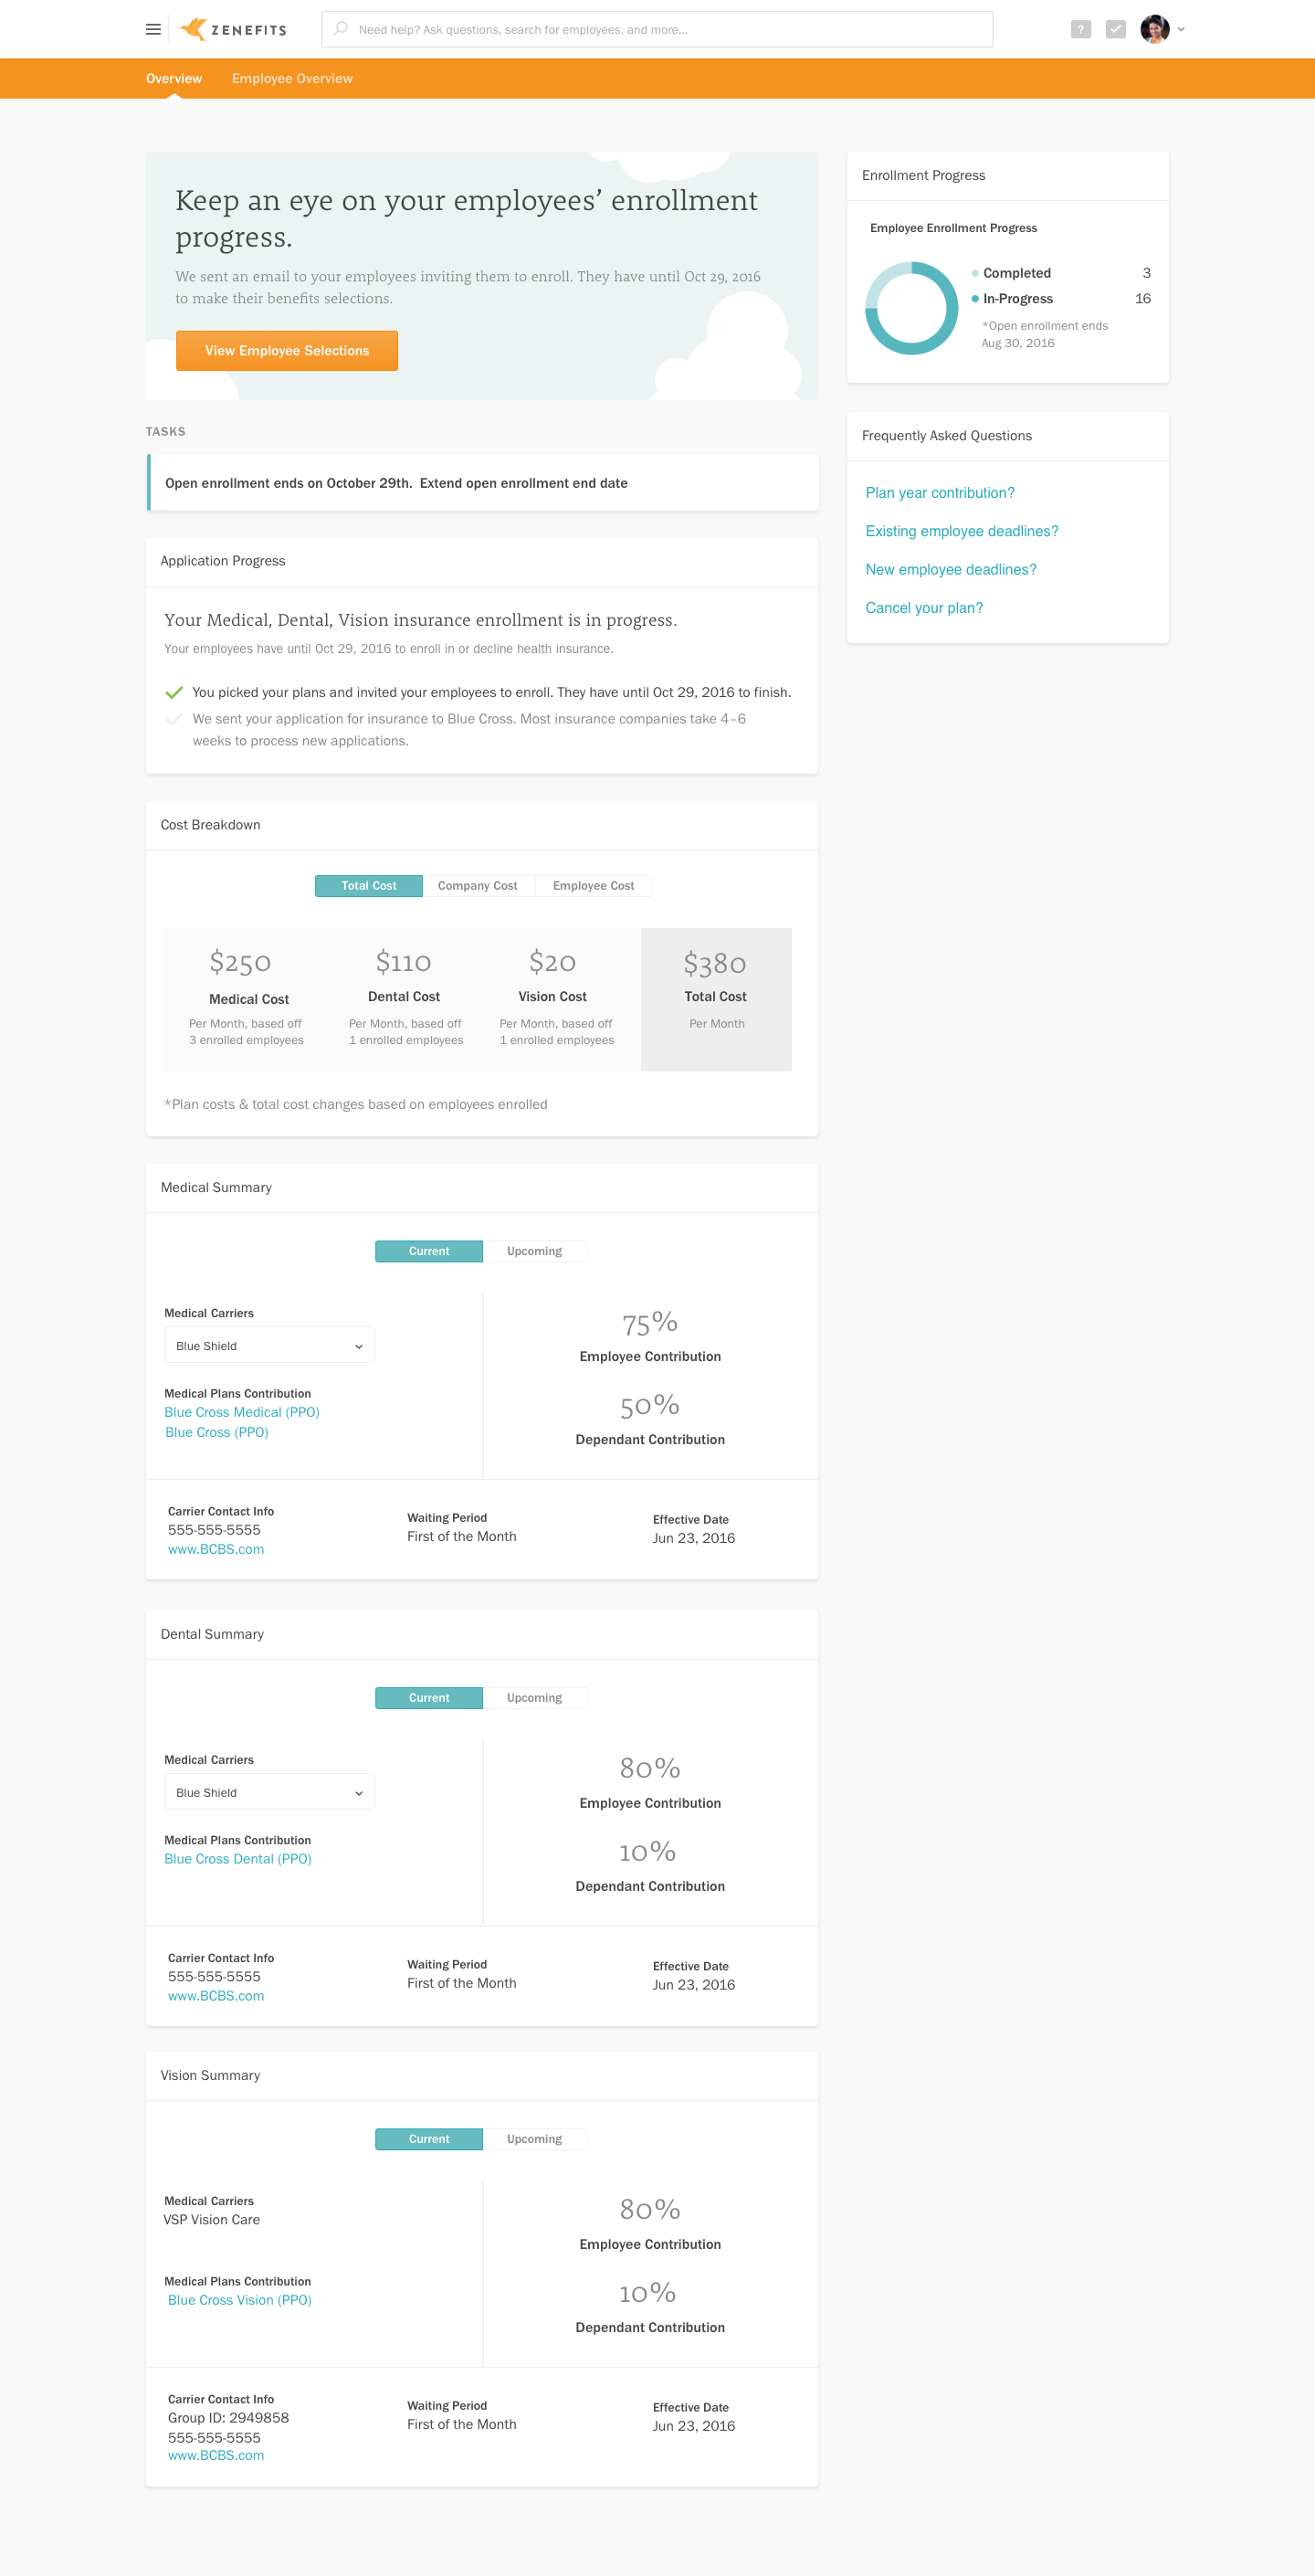 ZENEFITS
Need help? Ask questions, search for employees, and more...
?
Overview
Employee Overview
Keep an eye on your employees’ enrollment
progress.
We sent an email to your employees inviting them to enroll. They have until Oct 29, 2016
to make their benefits selections.
View Employee Selections
Enrollment Progress
Employee Enrollment Progress
Completed 3
In-Progress 16
*Open enrollment ends
Aug 30, 2016
Frequently Asked Questions
Plan year contribution?
Existing employee deadlines?
New employee deadlines?
Cancel your plan?
TASKS
Open enrollment ends on October 29th. Extend open enrollment end date
Application Progress
Your Medical, Dental, Vision insurance enrollment is in progress.
Your employees have until Oct 29, 2016 to enroll in or decline health insurance.
You picked your plans and invited your employees to enroll. They have until Oct 29, 2016 to finish.
We sent your application for insurance to Blue Cross. Most insurance companies take 4–6
weeks to process new applications.
Cost Breakdown
Total Cost
Company Cost
Employee Cost
$250
Medical Cost
Per Month, based off
3 enrolled employees
$110
Dental Cost
Per Month, based off
1 enrolled employees
$20
Vision Cost
Per Month, based off
1 enrolled employees
$380
Total Cost
Per Month
*Plan costs & total cost changes based on employees enrolled
Medical Summary
Current
Upcoming
Medical Carriers
Blue Shield
Medical Plans Contribution
Blue Cross Medical (PPO)
Blue Cross (PPO)
75%
Employee Contribution
50%
Dependant Contribution
Carrier Contact Info
555-555-5555
www.BCBS.com
Waiting Period
First of the Month
Effective Date
Jun 23, 2016
Dental Summary
Current
Upcoming
Medical Carriers
Blue Shield
Medical Plans Contribution
Blue Cross Dental (PPO)
80%
Employee Contribution
10%
Dependant Contribution
Carrier Contact Info
555-555-5555
www.BCBS.com
Waiting Period
First of the Month
Effective Date
Jun 23, 2016
Vision Summary
Current
Upcoming
Medical Carriers
VSP Vision Care
Medical Plans Contribution
Blue Cross Vision (PPO)
80%
Employee Contribution
10%
Dependant Contribution
Carrier Contact Info
Group ID: 2949858
555-555-5555
www.BCBS.com
Waiting Period
First of the Month
Effective Date
Jun 23, 2016